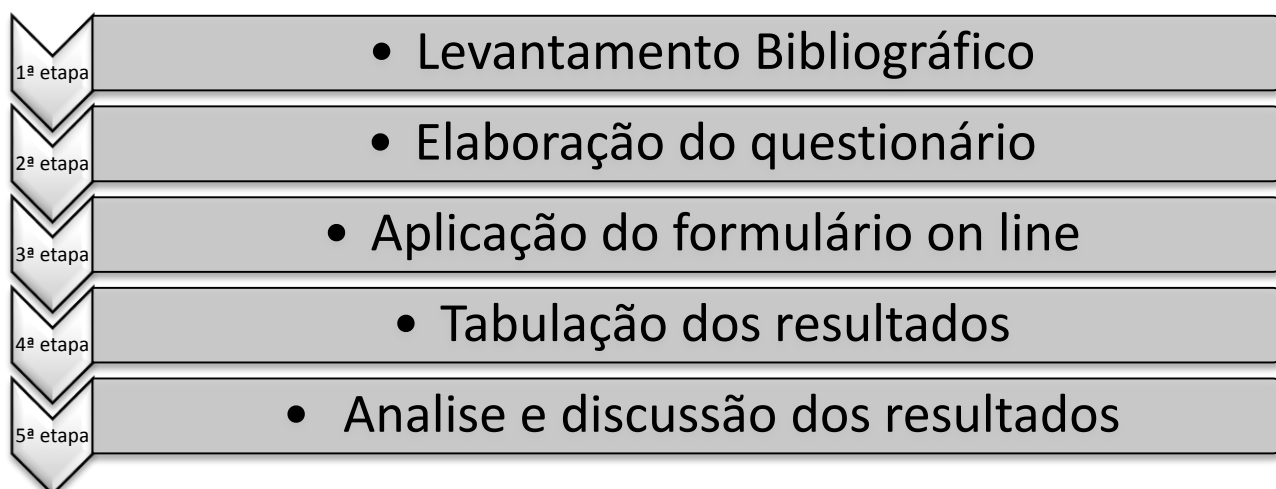 1ª etapa
• Levantamento Bibliográfico
2ª etapa
• Elaboração do questionário
3ª etapa
• Aplicação do formulário on line
4ª etapa
• Tabulação dos resultados
5ª etapa
• Analise e discussão dos resultados